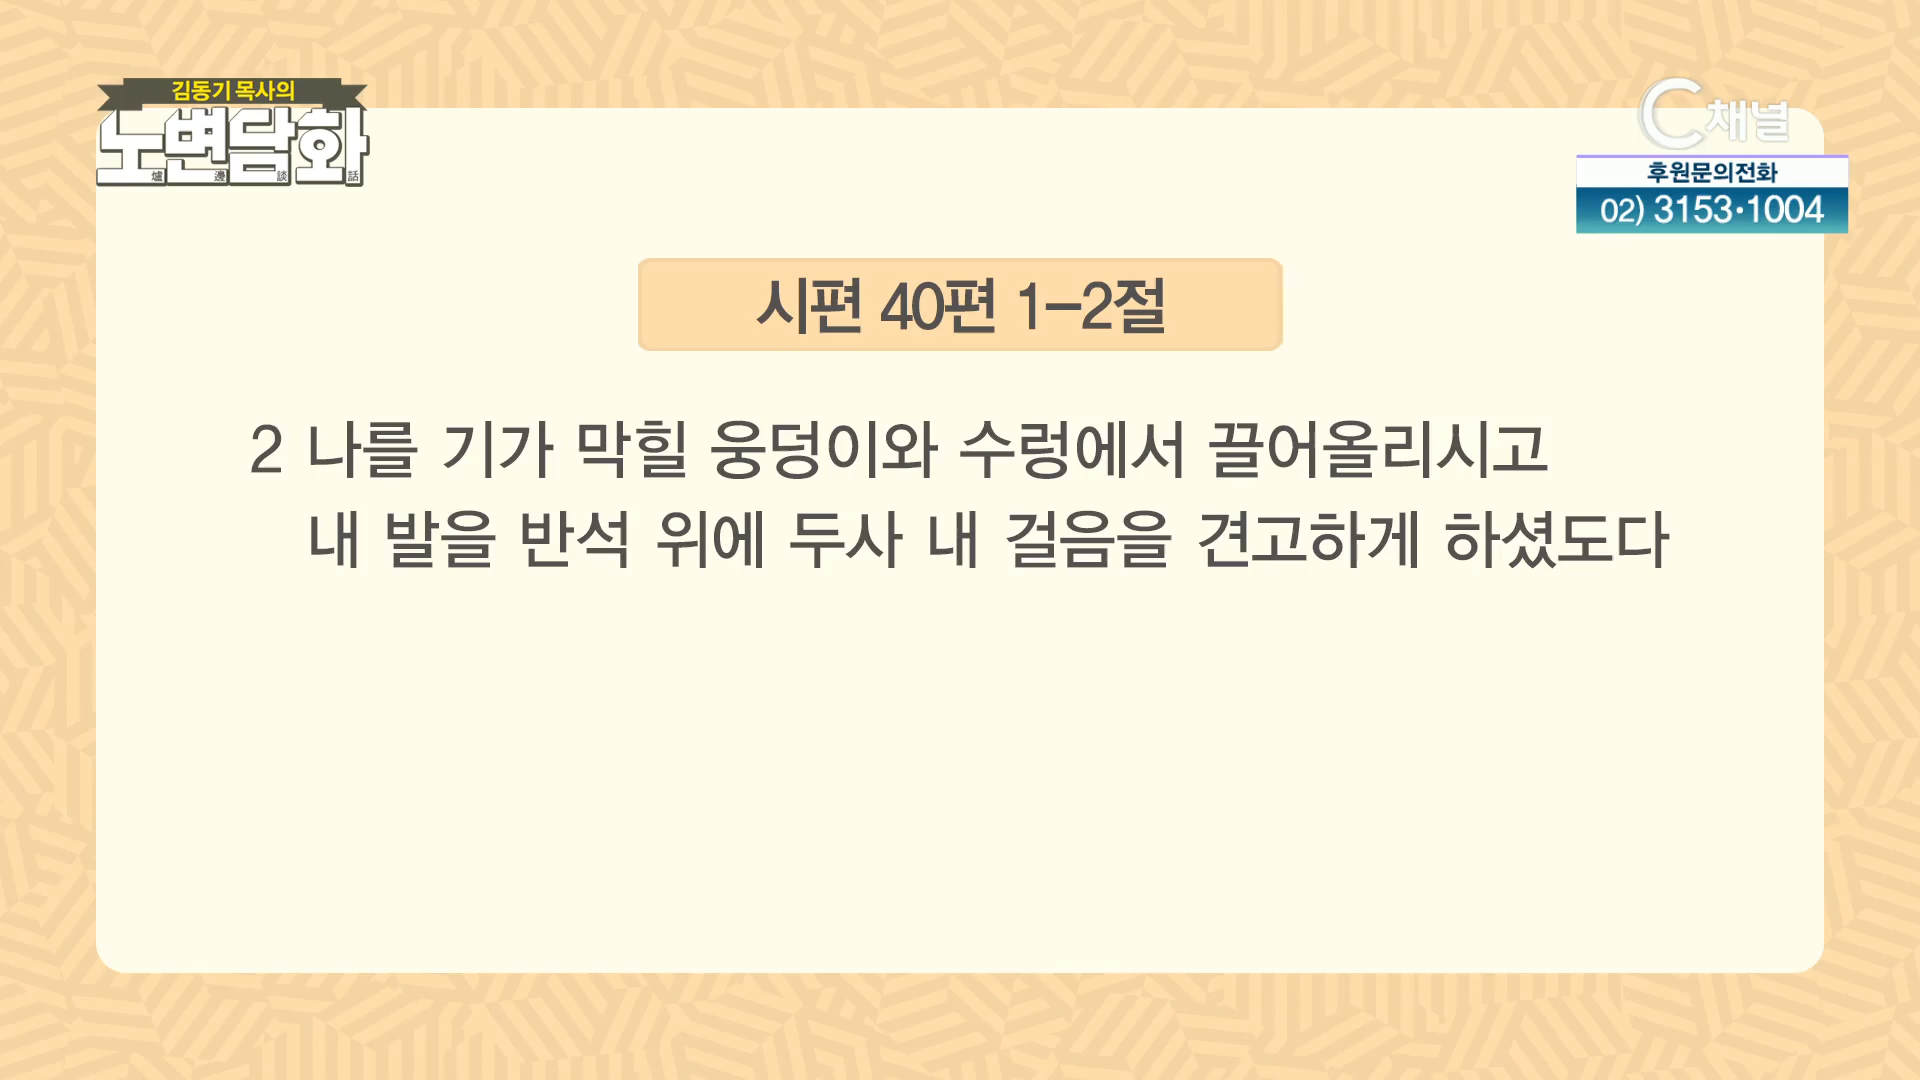 김동기 목사의
노변담화
爐 邊 談 話
C채널
후원문의전화
02) 3153·1004
시편 40편 1-2절
2 나를 기가 막힐 웅덩이와 수렁에서 끌어올리시고
내 발을 반석 위에 두사 내 걸음을 견고하게 하셨도다